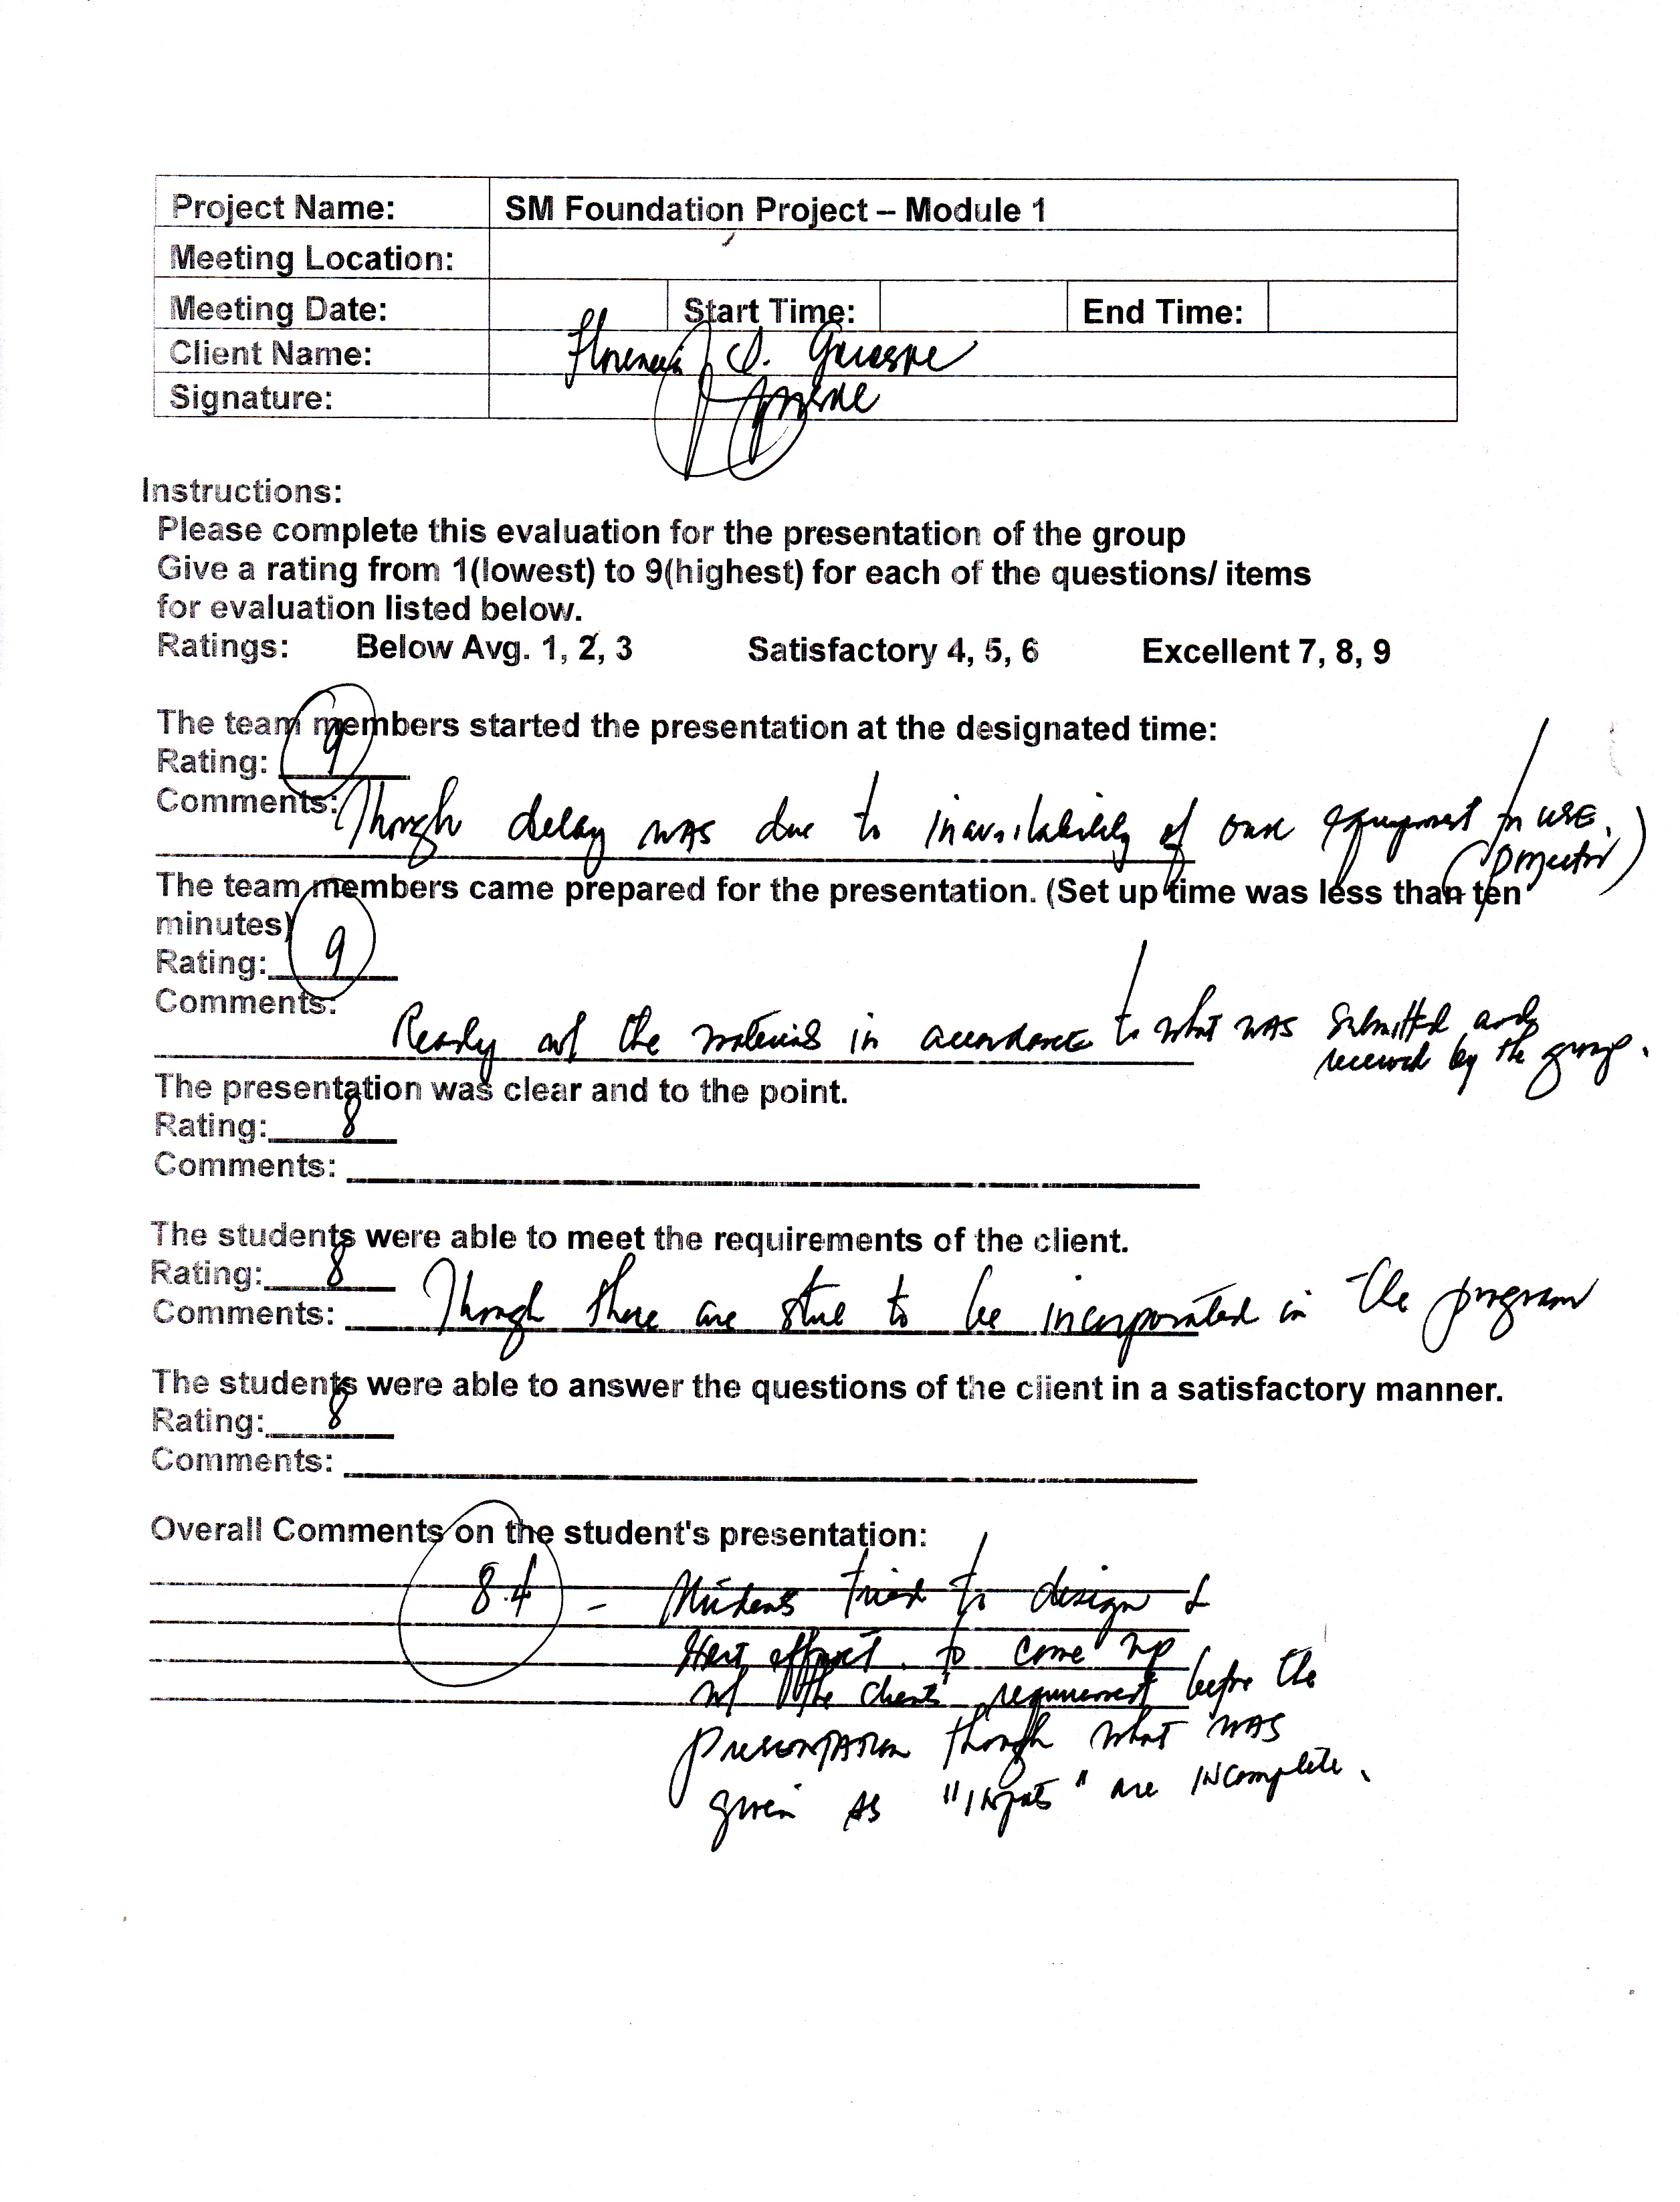 Project Name: SM Foundation Project – Module 1
Meeting Location:
Meeting Date: Start Time: End Time:
Client Name: O.
Signature:
Instructions:
Please complete this evaluation for the presentation of the group
Give a rating from 1(lowest) to 9(highest) for each of the questions/ items
for evaluation listed below.
Ratings: Below Avg. 1, 2, 3 Satisfactory 4, 5, 6 Excellent 7, 8, 9
The team members started the presentation at the designated time:
Rating: 9
Comments: Though delay was due to inavailability of our equipment to use.
(projector)
The team members came prepared for the presentation. (Set up time was less than ten
minutes)
Rating: 9
Comments:
Ready w/ the materials in accordance to what was submitted and
received by the group.
The presentation was clear and to the point.
Rating: 8
Comments:
The students were able to meet the requirements of the client.
Rating: 8
Comments: Though there are still to be incorporated in the program
The students were able to answer the questions of the client in a satisfactory manner.
Rating: 8
Comments:
Overall Comments on the student's presentation:
8.4 - Students tried to design &
effort to come up
w/ the clients' requirement before the
presentation though what was
given as "inputs" are incomplete.